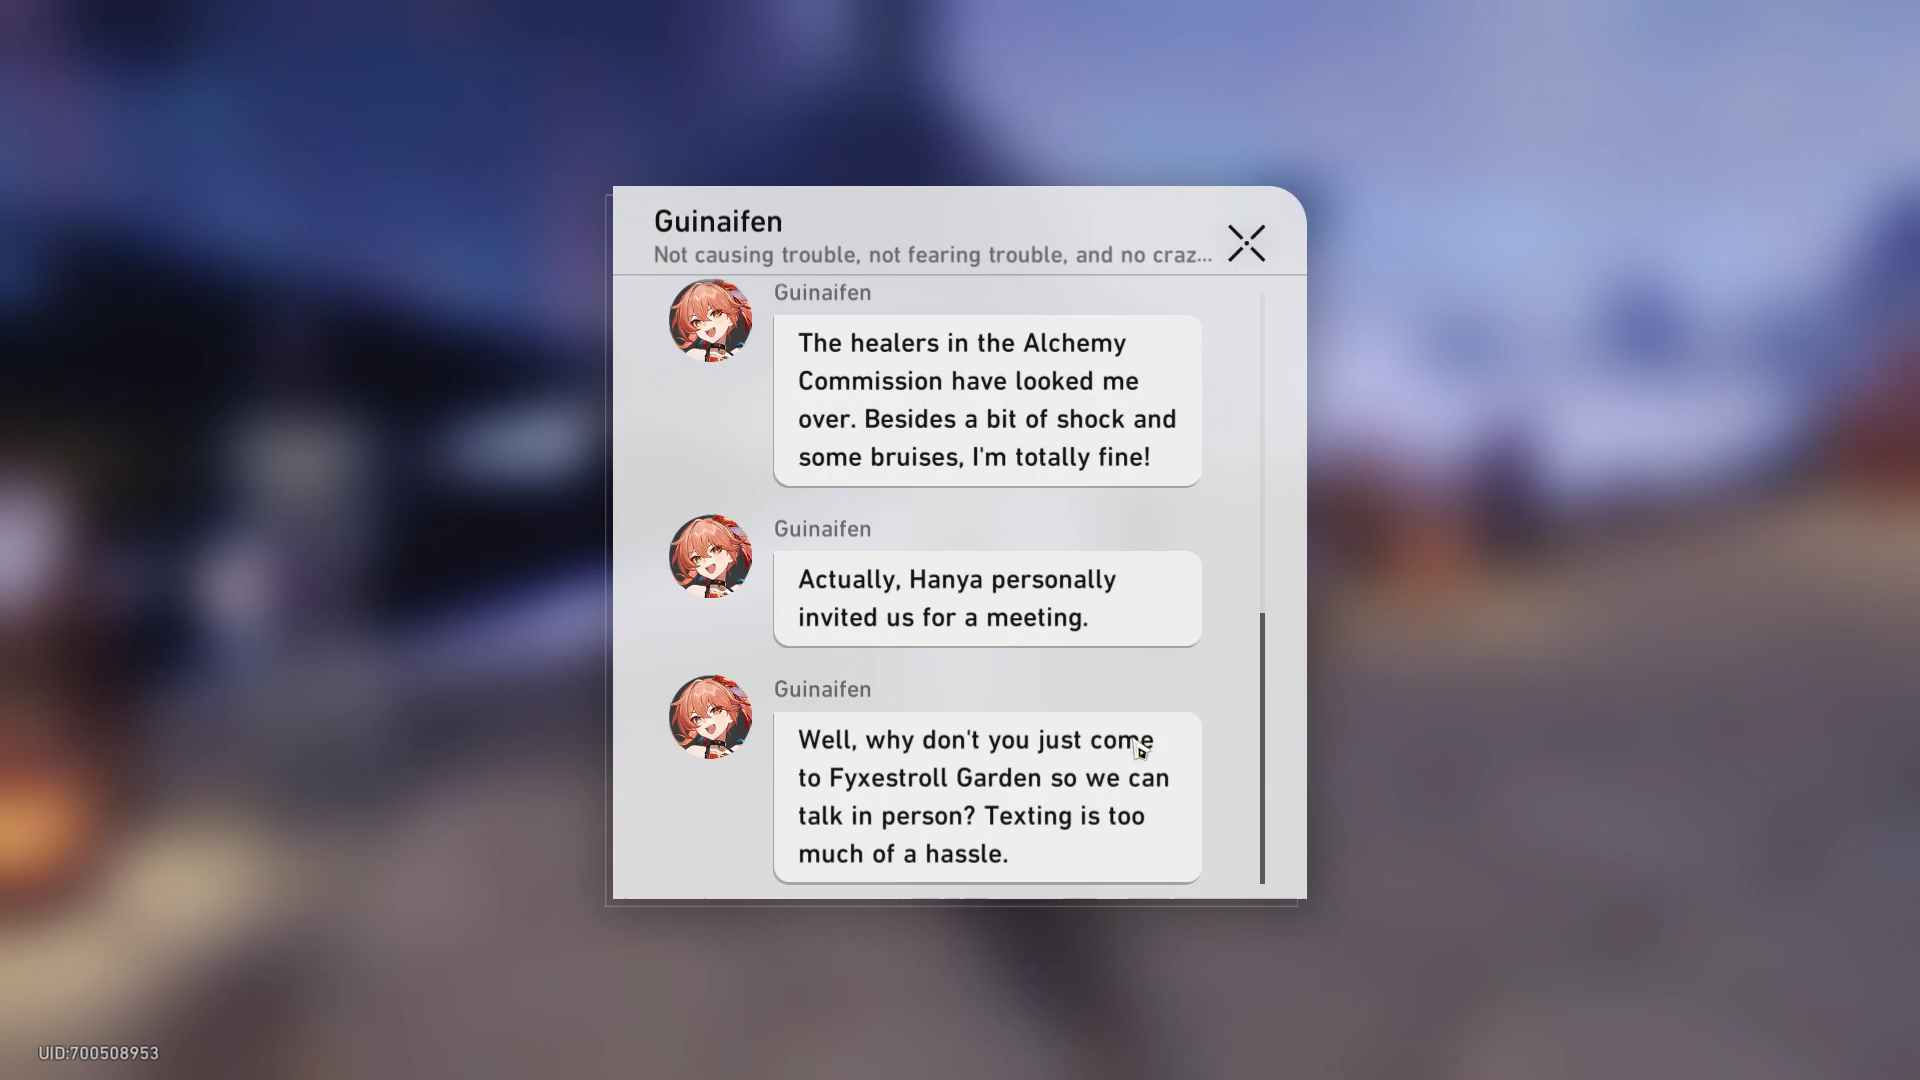 Guinaifen
Not causing trouble, not fearing trouble, and no craz...
Guinaifen
The healers in the Alchemy
Commission have looked me
over. Besides a bit of shock and
some bruises, I'm totally fine!
Guinaifen
Actually, Hanya personally
invited us for a meeting.
Guinaifen
Well, why don't you just come
to Fyxestroll Garden so we can
talk in person? Texting is too
much of a hassle.
UID:700508953